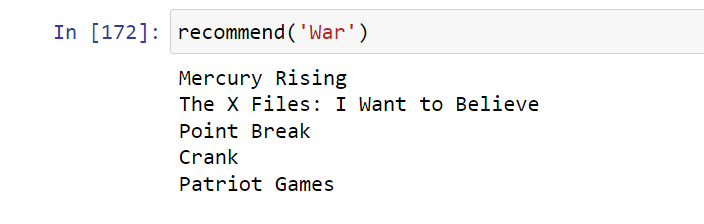 In [172]: recommend('War')
Mercury Rising
The X Files: I Want to Believe
Point Break
Crank
Patriot Games